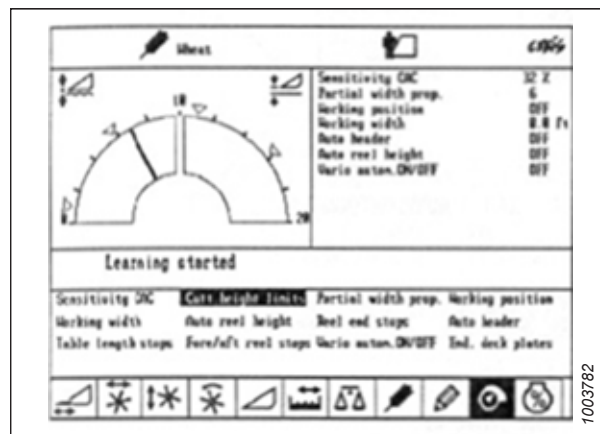 Wheat
CEBIS
Sensitivity CAC 32 %
Partial width prop. 6
Working position OFF
Working width 0.0 ft
Auto header OFF
Auto reel height OFF
Vario autom.ON/OFF OFF
10
0
20
Learning started
Sensitivity CAC Cutt.height limits Partial width prop. Working position
Working width Auto reel height Reel end stops Auto header
Table length stops Fore/aft reel stops Vario autom.ON/OFF End. deck plates
1003782